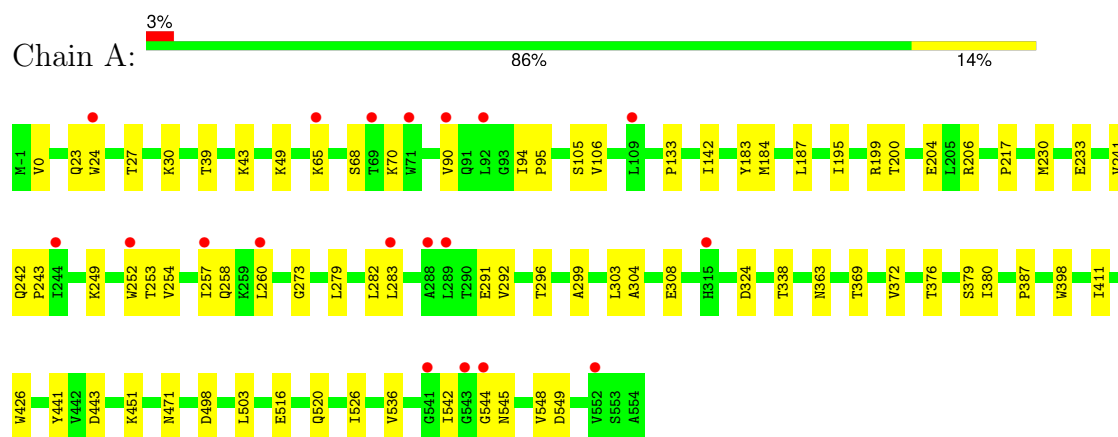 3%
Chain A:
86% 14%
M-1 V0 Q23 W24 T27 K30 T39 K43 K49 K65 S68 T69 K70 W71 V90 Q91 L92 G93 I94 P95 S105 V106 L109 P133 I142 Y183 M184 L187 I195 R199 T200 E204 L205 R206 P217 M230 E233
Q242 P243 I244 K249 W252 T253 V254 I257 Q258 K259 L260 G273 L279 L282 L283 A288 L289 T290 E291 V292 T296 A299 L303 A304 E308 H315 D324 T338 N363 T369 V372 T376 S379 I380 P387 W398 I411
W426 Y441 V442 D443 K451 N471 D498 L503 E516 Q520 I526 V536 G541 I542 G543 G544 N545 V548 D549 V552 S553 A554